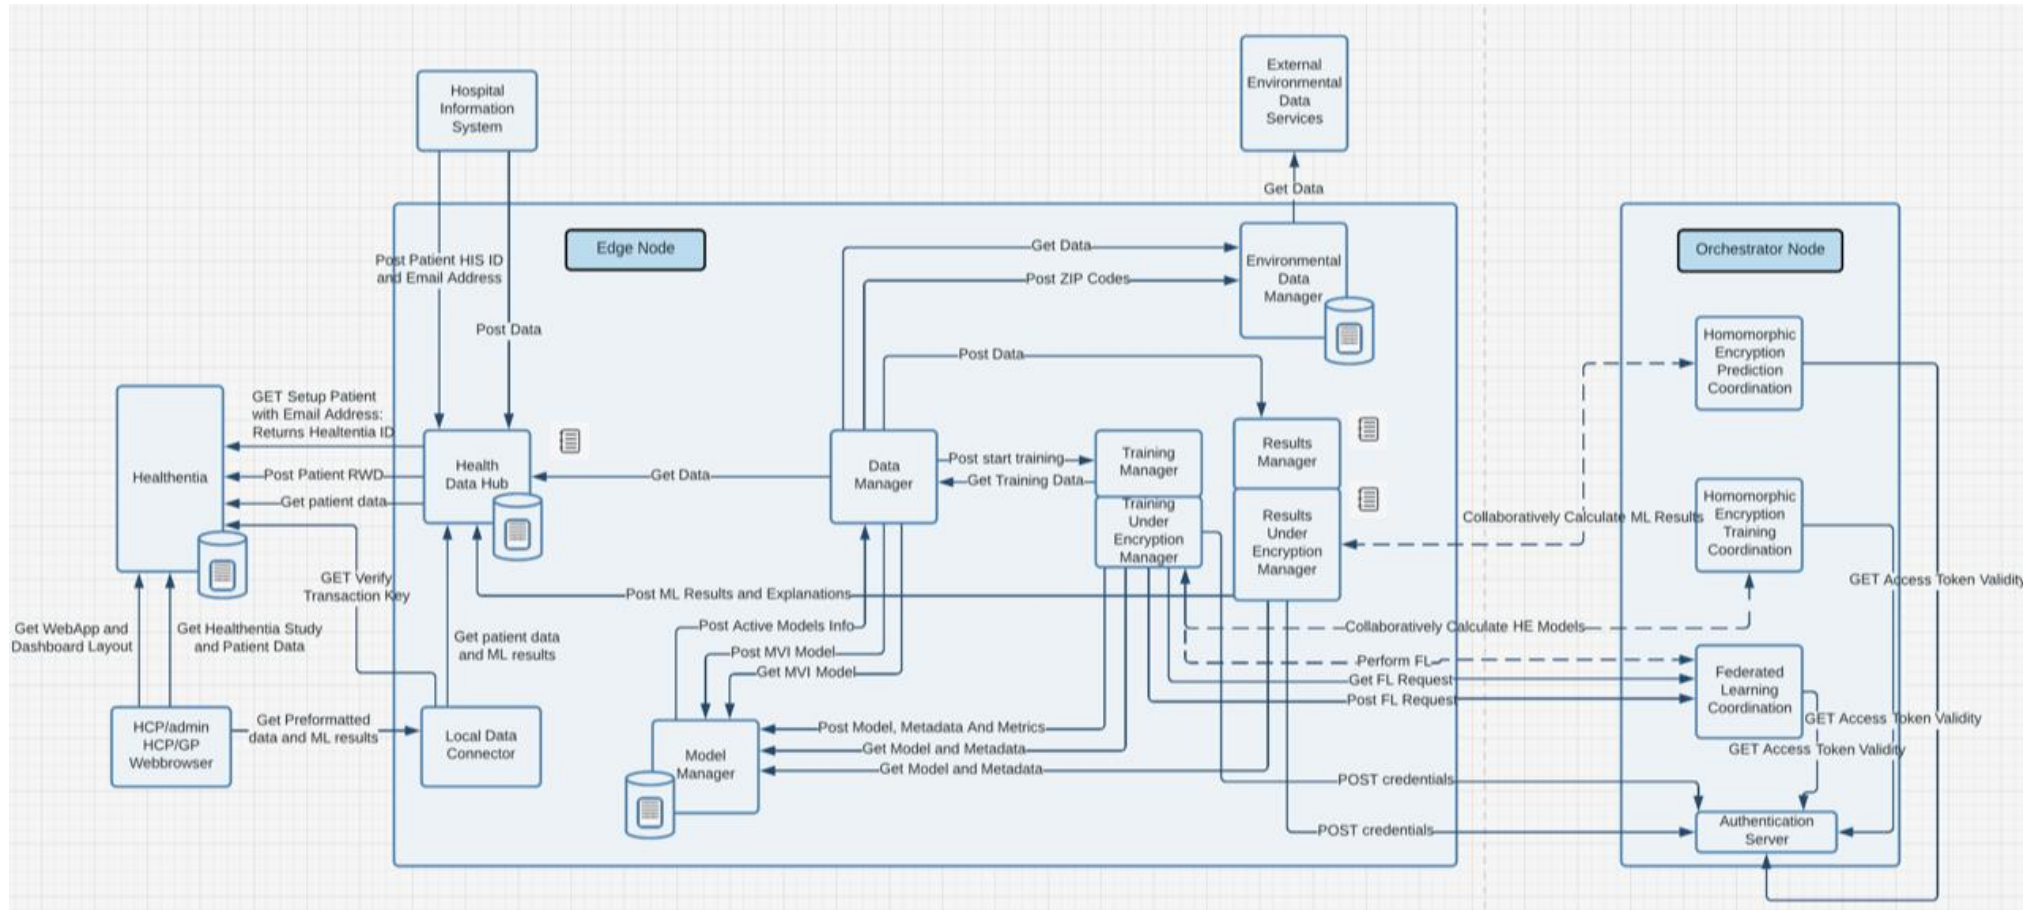 External
Environmental
Data
Services
Hospital
Information
System
Get Data
Edge Node
Orchestrator Node
Post Patient HIS ID
and Email Address
Post Data
Get Data
Post ZIP Codes
Environmental
Data
Manager
Homomorphic
Encryption
Prediction
Coordination
Post Data
GET Setup Patient
with Email Address:
Returns Healtentia ID
Healthentia
Post Patient RWD
Get patient data
Health
Data Hub
Get Data
Data
Manager
Post start training
Get Training Data
Training
Manager
Training
Under
Encryption
Manager
Results
Manager
Results
Under
Encryption
Manager
Collaboratively Calculate ML Results
Homomorphic
Encryption
Training
Coordination
GET Access Token Validity
GET Verify
Transaction Key
Post ML Results and Explanations
Get WebApp and
Dashboard Layout
Get Healthentia Study
and Patient Data
Get patient data
and ML results
Post Active Models Info
Post MVI Model
Get MVI Model
Collaboratively Calculate HE Models
Perform FL
Get FL Request
Post FL Request
Federated
Learning
Coordination
GET Access Token Validity
GET Access Token Validity
HCP/admin
HCP/GP
Webbrowser
Get Preformatted
data and ML results
Local Data
Connector
Model
Manager
Post Model, Metadata And Metrics
Get Model and Metadata
Get Model and Metadata
POST credentials
POST credentials
Authentication
Server